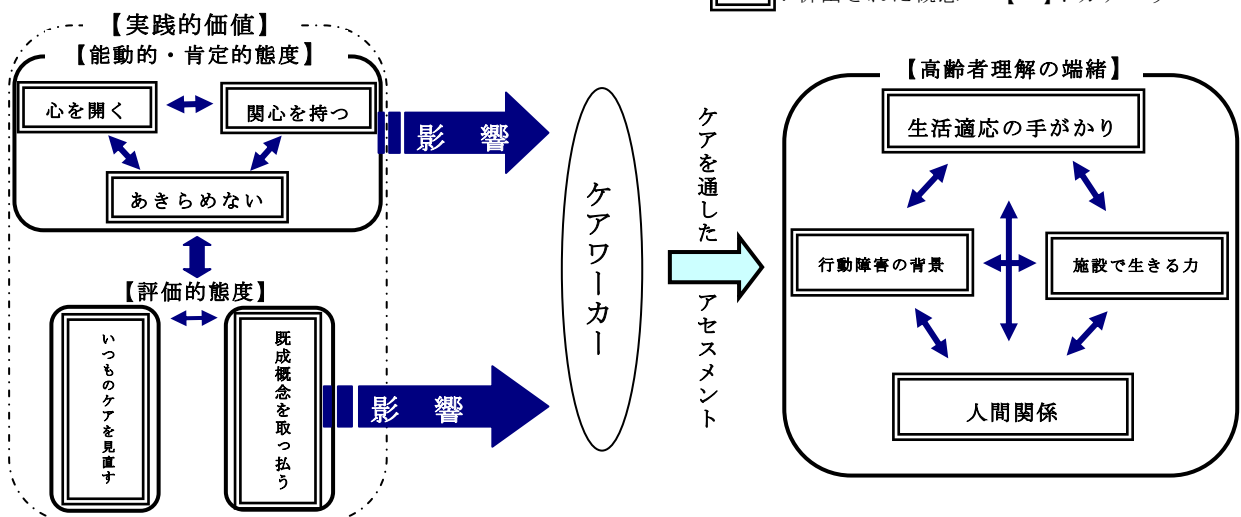 【実践的価値】
【能動的・肯定的態度】
心を開く
関心を持つ
あきらめない
影 響
【評価的態度】
いつものケアを見直す
既成概念を取っ払う
影 響
ケアワーカー
ケアを通した アセスメント
【高齢者理解の端緒】
生活適応の手がかり
行動障害の背景
施設で生きる力
人間関係